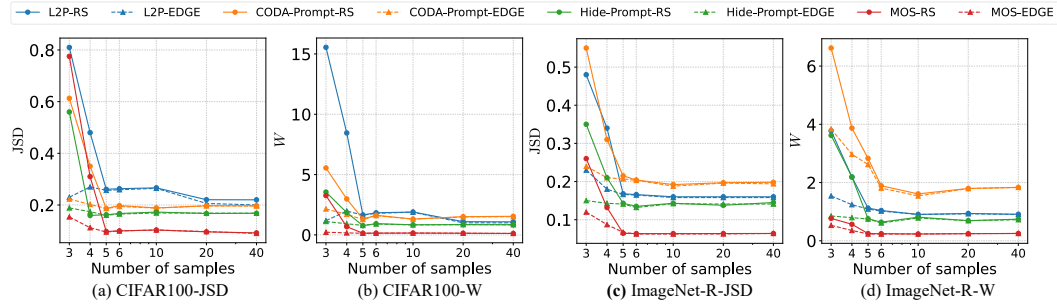 L2P-RS L2P-EDGE CODA-Prompt-RS CODA-Prompt-EDGE Hide-Prompt-RS Hide-Prompt-EDGE MOS-RS MOS-EDGE
JSD
0.8
0.6
0.4
0.2
3 4 5 6 10 20 40
Number of samples
(a) CIFAR100-JSD
W
15
10
5
0
3 4 5 6 10 20 40
Number of samples
(b) CIFAR100-W
JSD
0.5
0.4
0.3
0.2
0.1
3 4 5 6 10 20 40
Number of samples
(c) ImageNet-R-JSD
W
6
4
2
0
3 4 5 6 10 20 40
Number of samples
(d) ImageNet-R-W